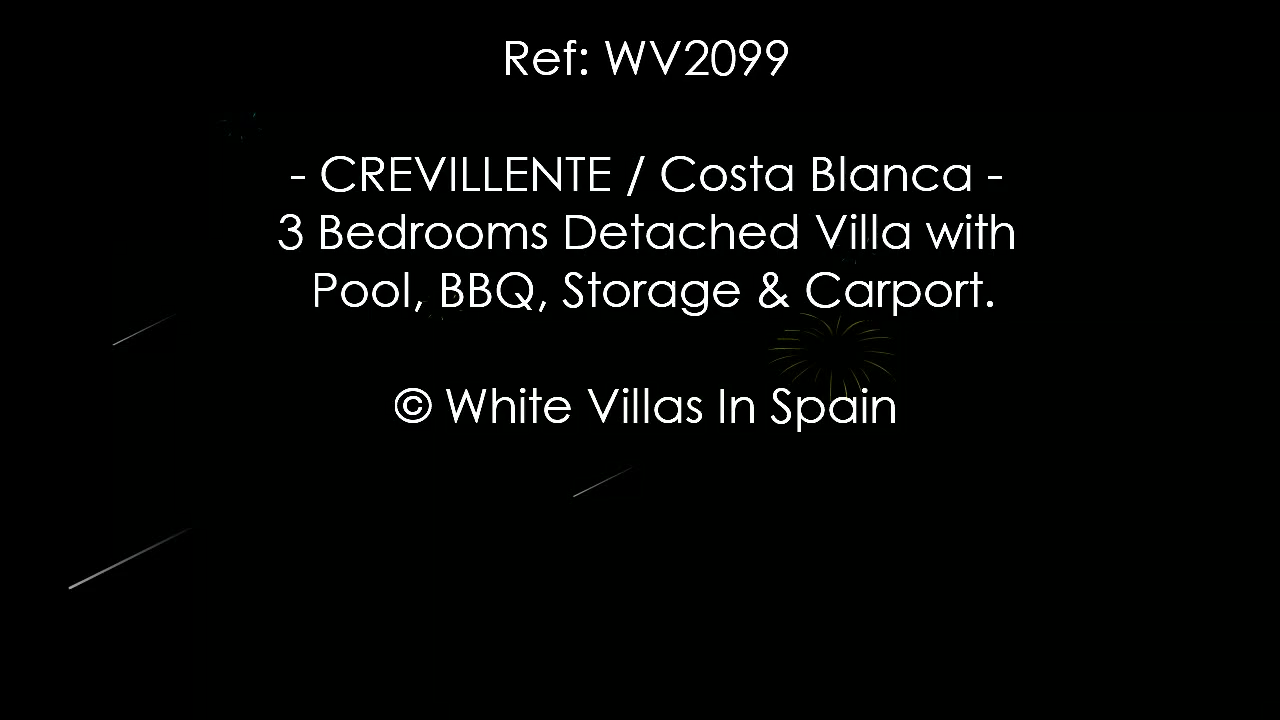 Ref: WV2099
- CREVILLENTE / Costa Blanca -
3 Bedrooms Detached Villa with
Pool, BBQ, Storage & Carport.
© White Villas In Spain